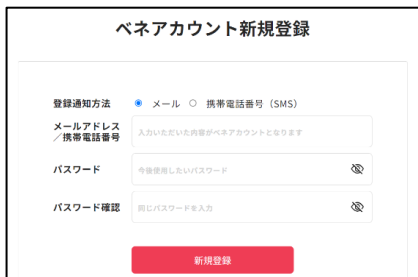 ベネアカウント新規登録
登録通知方法 メール 携帯電話番号（SMS）
メールアドレス
／携帯電話番号
入力いただいた内容がベネアカウントとなります
パスワード 今後使用したいパスワード
パスワード確認 同じパスワードを入力
新規登録